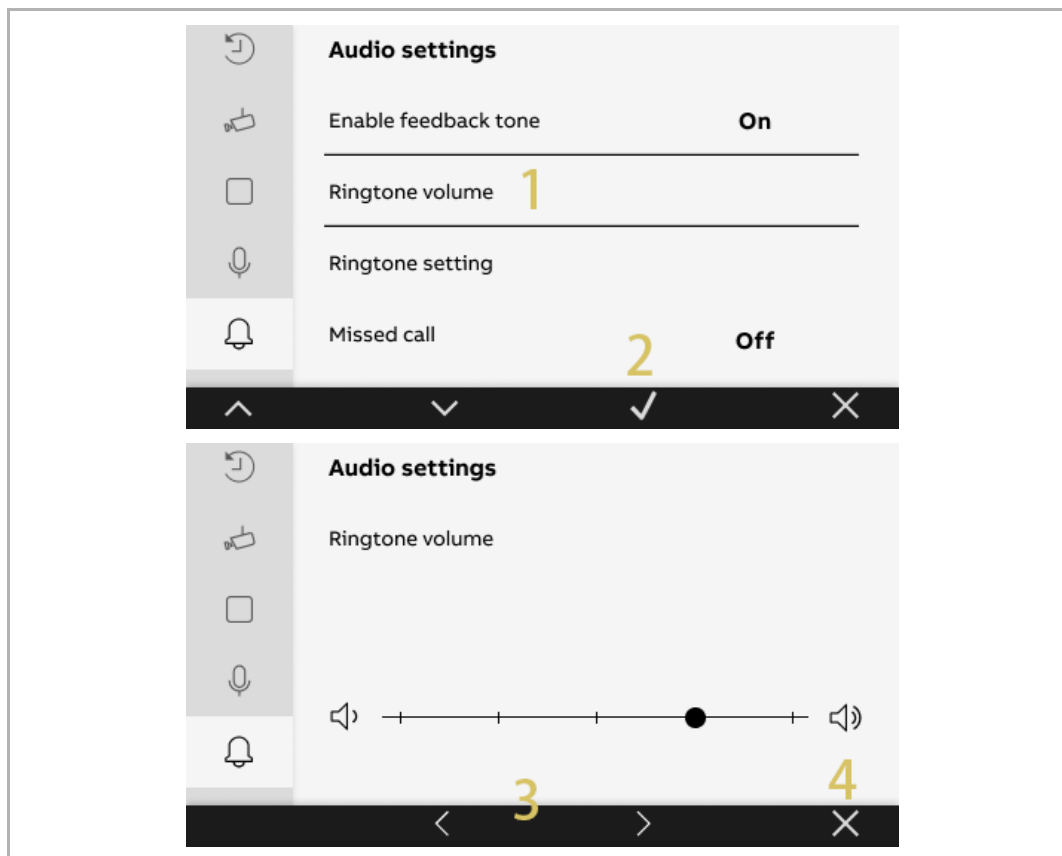 Audio settings
Enable feedback tone On
Ringtone volume 1
Ringtone setting
Missed call 2 Off
Audio settings
Ringtone volume
3 4